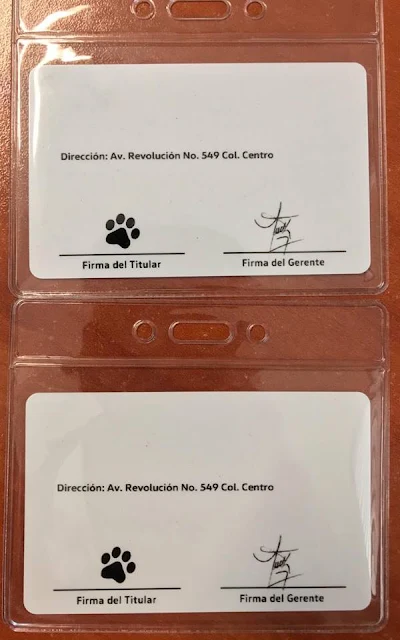 Dirección: Av. Revolución No. 549 Col. Centro
Firma del Titular
Firma del Gerente
Dirección: Av. Revolución No. 549 Col. Centro
Firma del Titular
Firma del Gerente